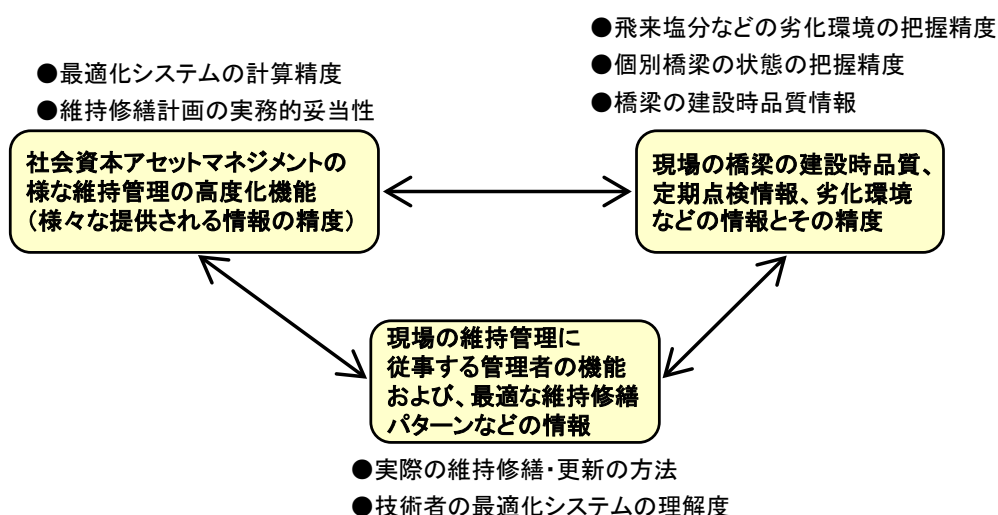 ●最適化システムの計算精度
●維持修繕計画の実務的妥当性
社会資本アセットマネジメントの
様な維持管理の高度化機能
（様々な提供される情報の精度）
●飛来塩分などの劣化環境の把握精度
●個別橋梁の状態の把握精度
●橋梁の建設時品質情報
現場の橋梁の建設時品質、
定期点検情報、劣化環境
などの情報とその精度
現場の維持管理に
従事する管理者の機能
および、最適な維持修繕
パターンなどの情報
●実際の維持修繕・更新の方法
●技術者の最適化システムの理解度